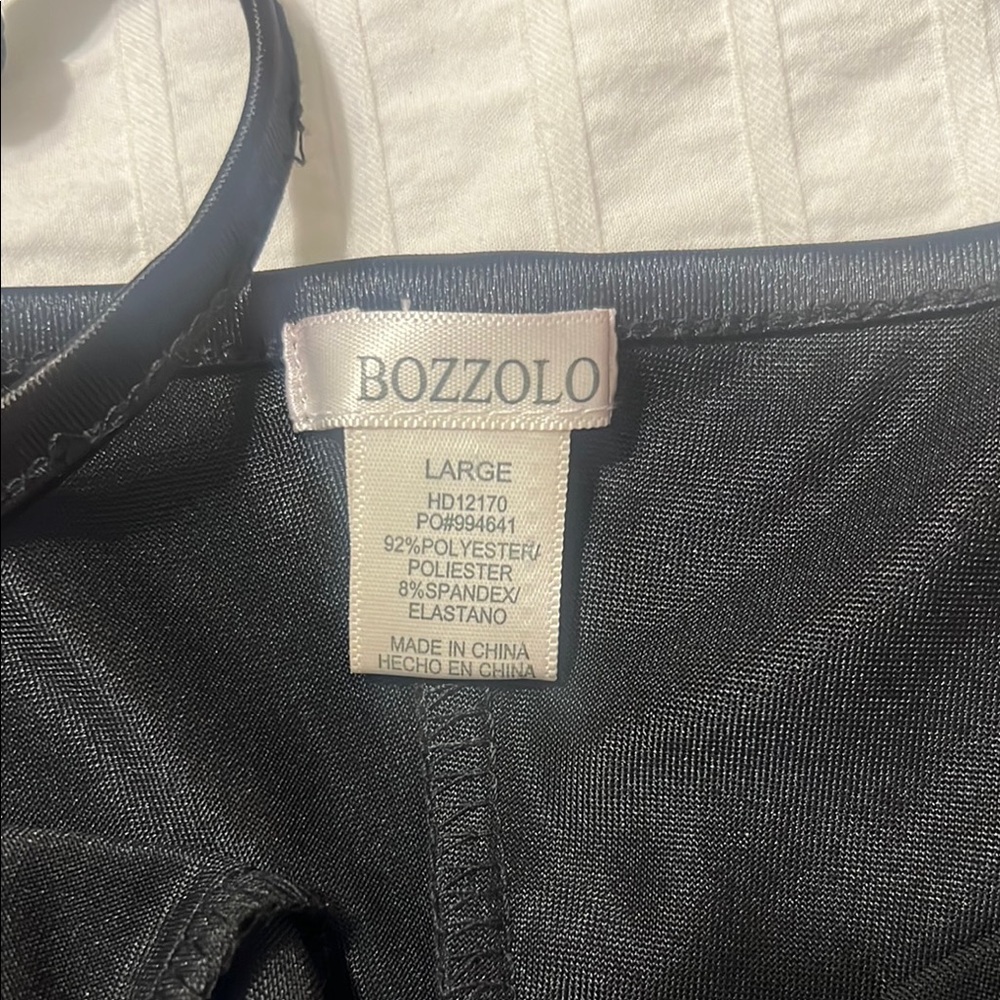 BOZZOLO
LARGE
HD12170
PO#994641
92%POLYESTER/
POLIESTER
8%SPANDEX/
ELASTANO
MADE IN CHINA
HECHO EN CHINA